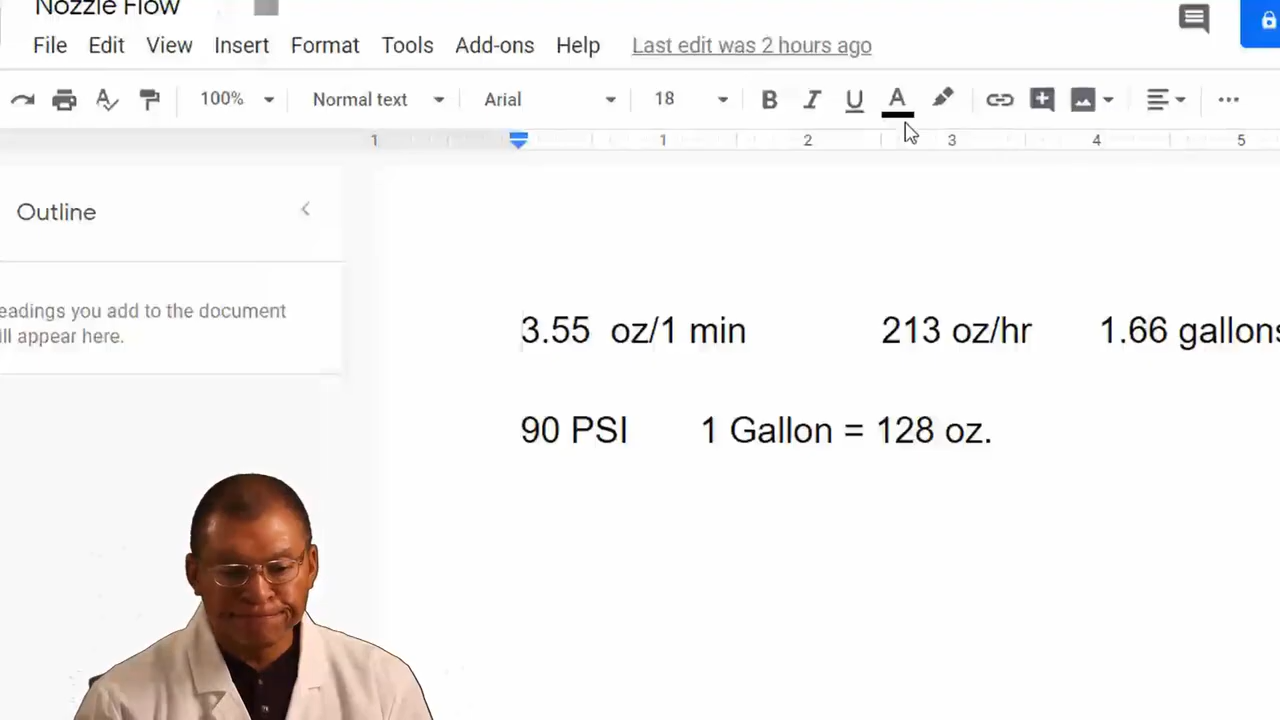 Nozzle Flow
File Edit View Insert Format Tools Add-ons Help Last edit was 2 hours ago
100% Normal text Arial 18 B I U A
1 1 2 3 4 5
Outline
eadings you add to the document
ll appear here.
3.55 oz/1 min 213 oz/hr 1.66 gallons
90 PSI 1 Gallon = 128 oz.